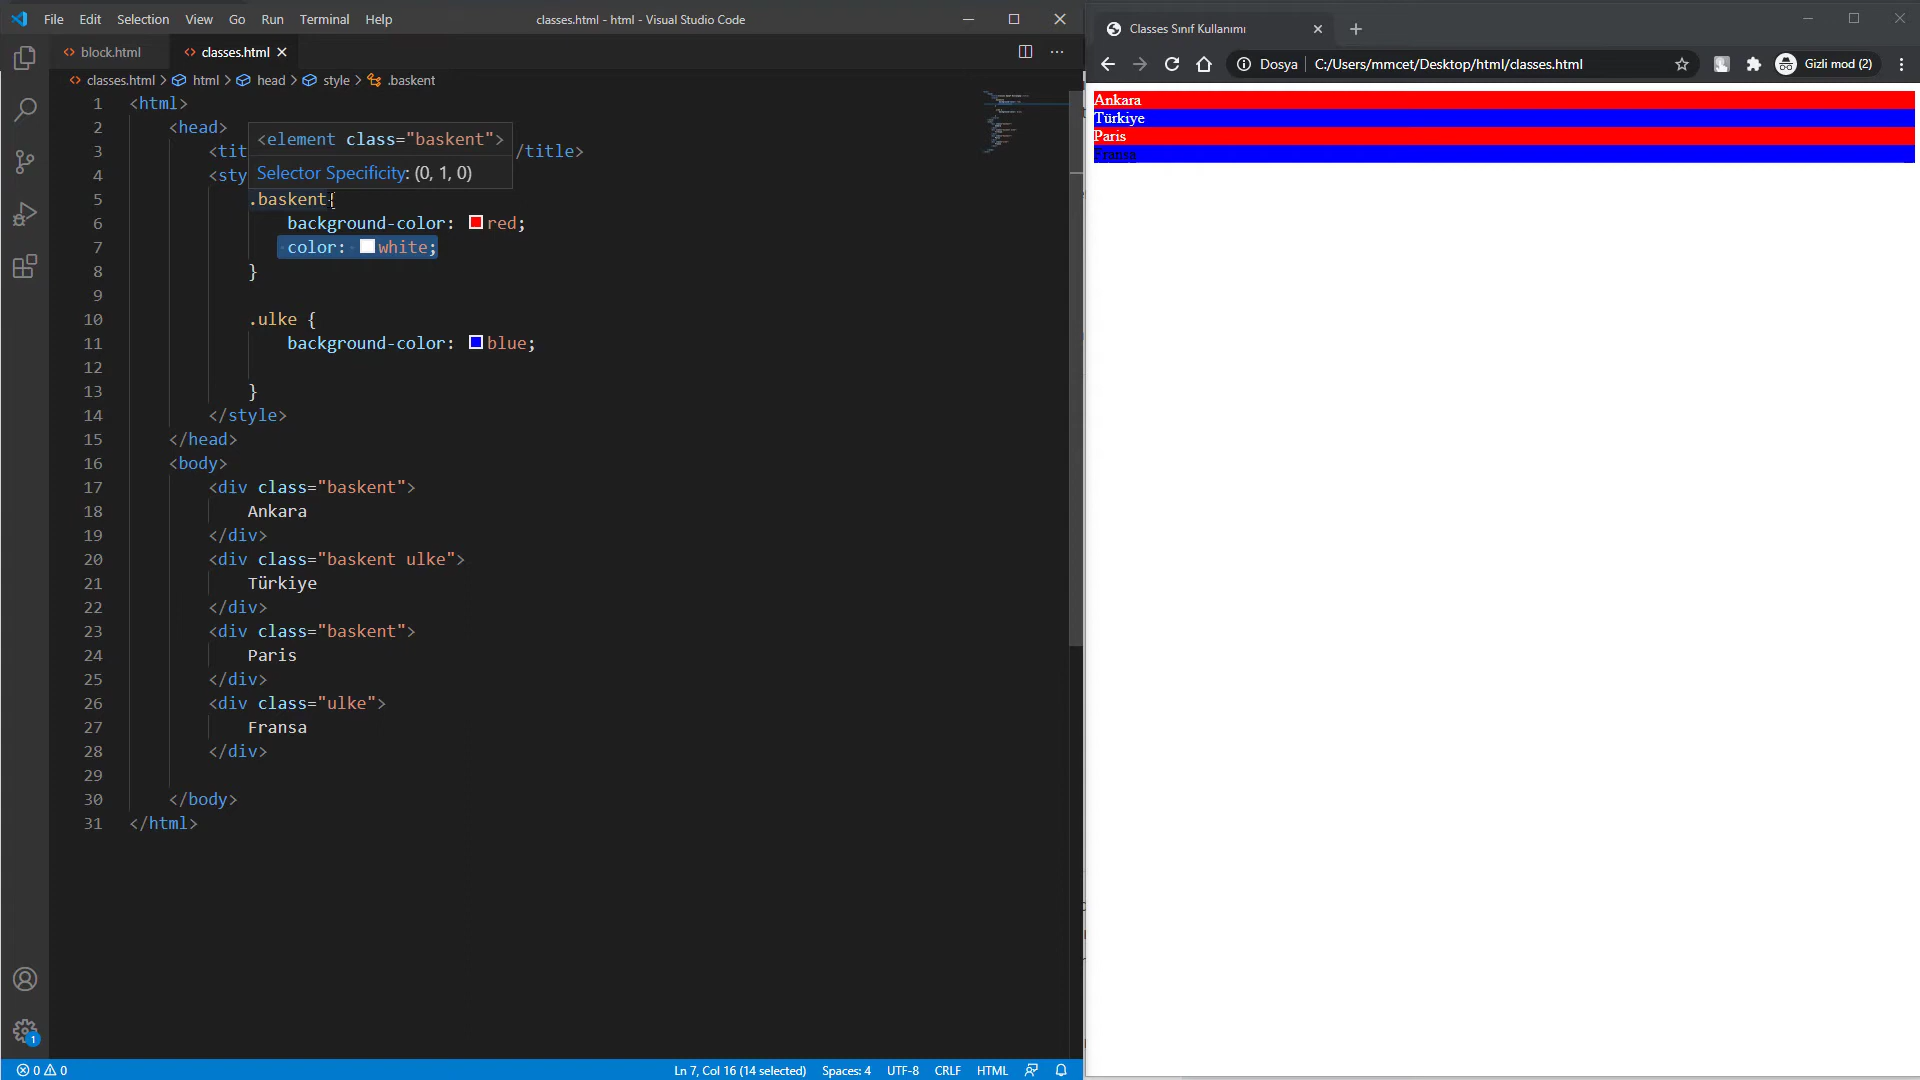 File Edit Selection View Go Run Terminal Help
classes.html - html - Visual Studio Code
block.html
classes.html
classes.html > html > head > style > .baskent
1 <html>
2 <head>
<element class="baskent">
3 <tit /title>
Selector Specificity: (0, 1, 0)
4 <sty
5 .baskent{
6 background-color: red;
7 color: white;
8 }
9
10 .ulke {
11 background-color: blue;
12
13 }
14 </style>
15 </head>
16 <body>
17 <div class="baskent">
18 Ankara
19 </div>
20 <div class="baskent ulke">
21 Türkiye
22 </div>
23 <div class="baskent">
24 Paris
25 </div>
26 <div class="ulke">
27 Fransa
28 </div>
29
30 </body>
31 </html>
1
0 0
Ln 7, Col 16 (14 selected) Spaces: 4 UTF-8 CRLF HTML
Classes Sınıf Kullanımı
Dosya C:/Users/mmcet/Desktop/html/classes.html
Gizli mod (2)
Ankara
Türkiye
Paris
Fransa